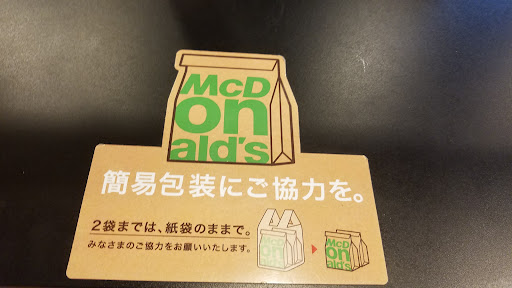 McD
on
ald's
簡易包装にご協力を。
2袋までは、紙袋のままで。
みなさまのご協力をお願いいたします。
McD
on
ald's